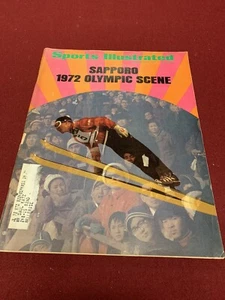 Sports Illustrated
SAPPORO
1972 OLYMPIC SCENE